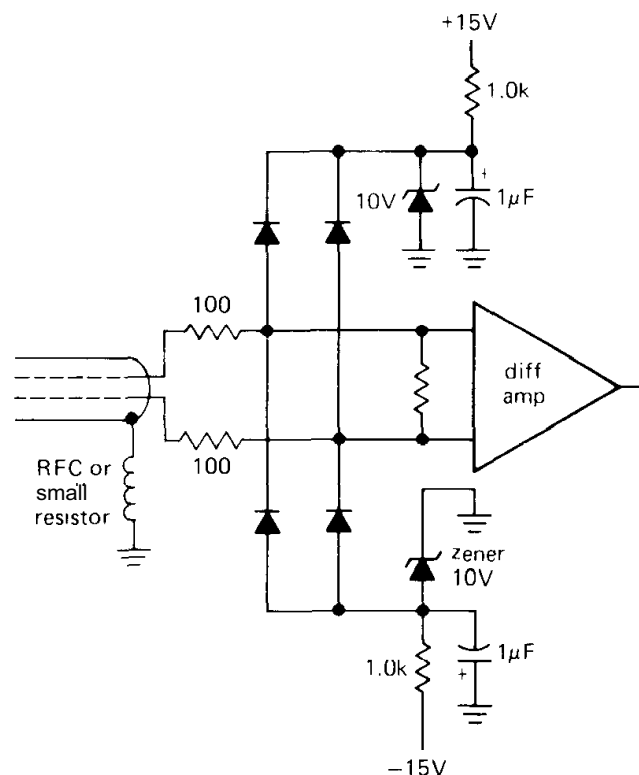 +15V
1.0k
+
10V
1µF
100
diff
amp
100
RFC or
small
resistor
zener
10V
1.0k
1µF
+
−15V